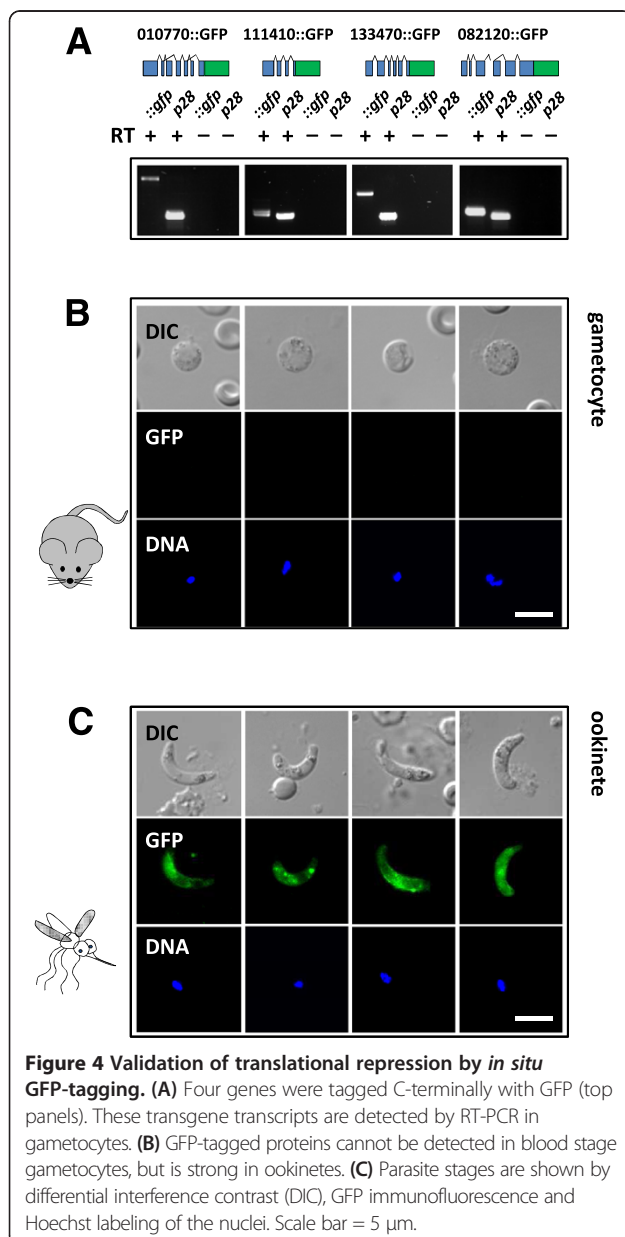 A
010770::GFP 111410::GFP 133470::GFP 082120::GFP
::gfp p28 ::gfp p28 ::gfp p28 ::gfp p28 ::gfp p28 ::gfp p28 ::gfp p28 ::gfp p28
RT + + – – + + – – + + – – + + – –
B
DIC
GFP
DNA
gametocyte
C
DIC
GFP
DNA
ookinete
Figure 4 Validation of translational repression by in situ
GFP-tagging. (A) Four genes were tagged C-terminally with GFP (top
panels). These transgene transcripts are detected by RT-PCR in
gametocytes. (B) GFP-tagged proteins cannot be detected in blood stage
gametocytes, but is strong in ookinetes. (C) Parasite stages are shown by
differential interference contrast (DIC), GFP immunofluorescence and
Hoechst labeling of the nuclei. Scale bar = 5 μm.